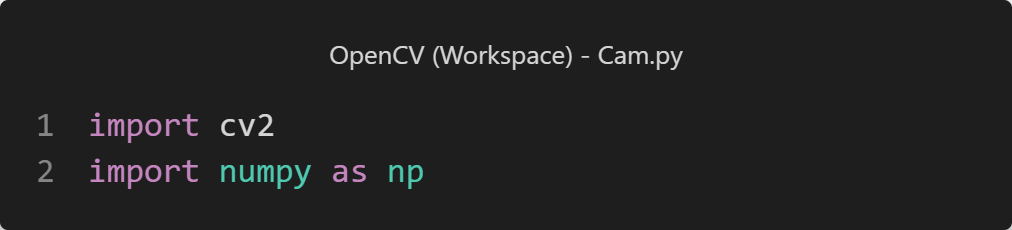 OpenCV (Workspace) - Cam.py
1 import cv2
2 import numpy as np